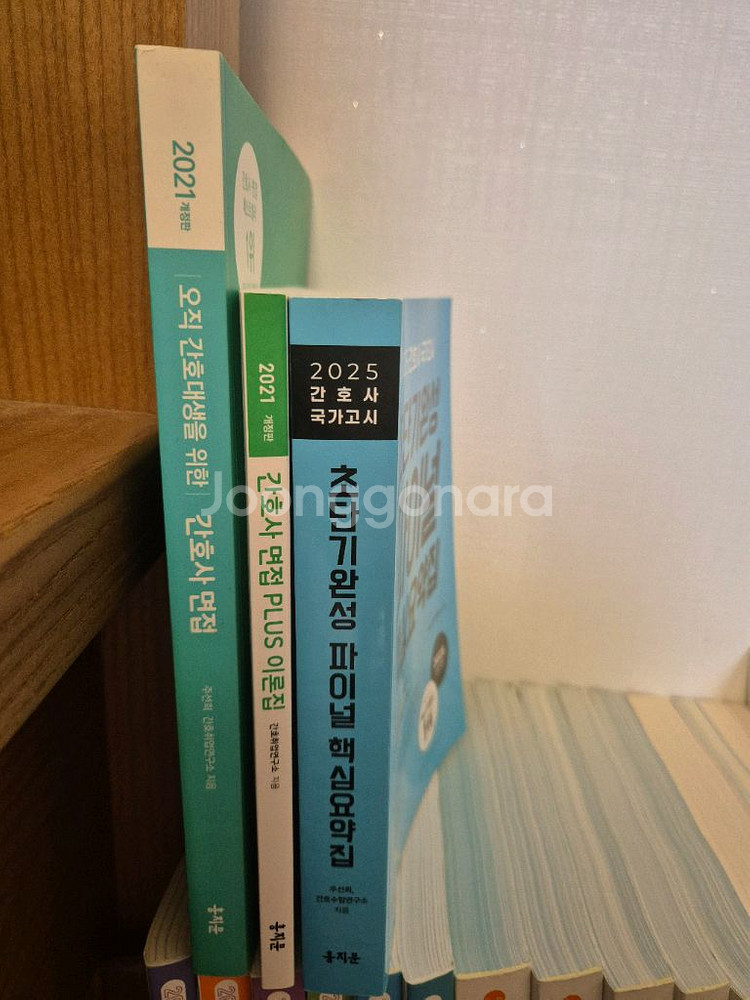 2021 개정판
오직 간호대생을 위한 간호사 면접
주선희 간호취업연구소 지음
홍지문
2021 개정판
간호사 면접 PLUS 이론집
간호취업연구소 지음
홍지문
2025
간호사
국가고시
초단기완성 파이널 핵심요약집
주선희,
간호수험연구소
지음
홍지문
Joonggonara